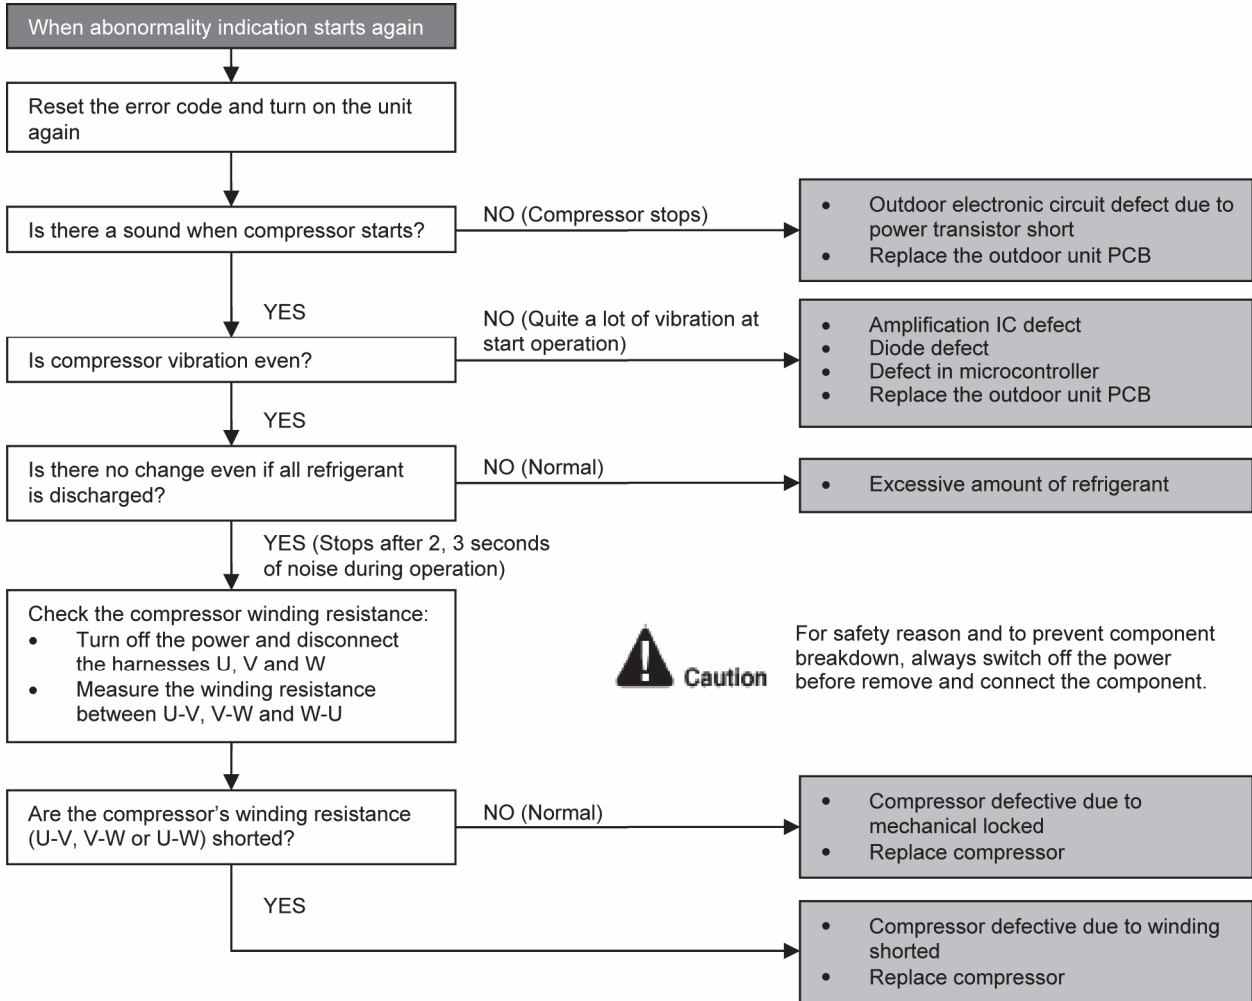 When abonormality indication starts again
Reset the error code and turn on the unit
again
Is there a sound when compressor starts?
NO (Compressor stops)
• Outdoor electronic circuit defect due to
power transistor short
• Replace the outdoor unit PCB
YES
Is compressor vibration even?
NO (Quite a lot of vibration at
start operation)
• Amplification IC defect
• Diode defect
• Defect in microcontroller
• Replace the outdoor unit PCB
YES
Is there no change even if all refrigerant
is discharged?
NO (Normal)
• Excessive amount of refrigerant
YES (Stops after 2, 3 seconds
of noise during operation)
Check the compressor winding resistance:
• Turn off the power and disconnect
the harnesses U, V and W
• Measure the winding resistance
between U-V, V-W and W-U
! Caution
For safety reason and to prevent component
breakdown, always switch off the power
before remove and connect the component.
Are the compressor’s winding resistance
(U-V, V-W or U-W) shorted?
NO (Normal)
• Compressor defective due to
mechanical locked
• Replace compressor
YES
• Compressor defective due to winding
shorted
• Replace compressor